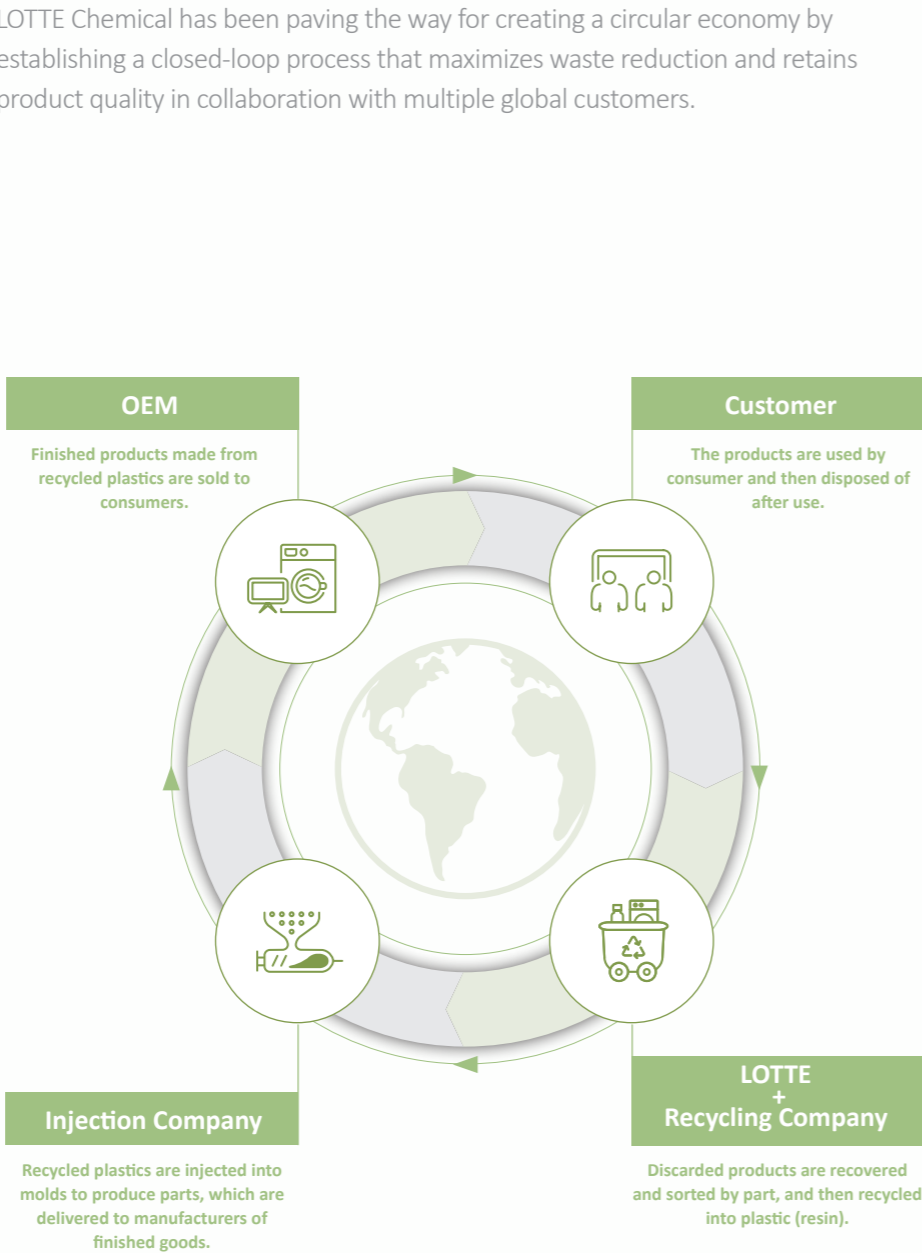 LOTTE Chemical has been paving the way for creating a circular economy by
establishing a closed-loop process that maximizes waste reduction and retains
product quality in collaboration with multiple global customers.
OEM
Finished products made from
recycled plastics are sold to
consumers.
Customer
The products are used by
consumer and then disposed of
after use.
Injection Company
Recycled plastics are injected into
molds to produce parts, which are
delivered to manufacturers of
finished goods.
LOTTE
+
Recycling Company
Discarded products are recovered
and sorted by part, and then recycled
into plastic (resin).